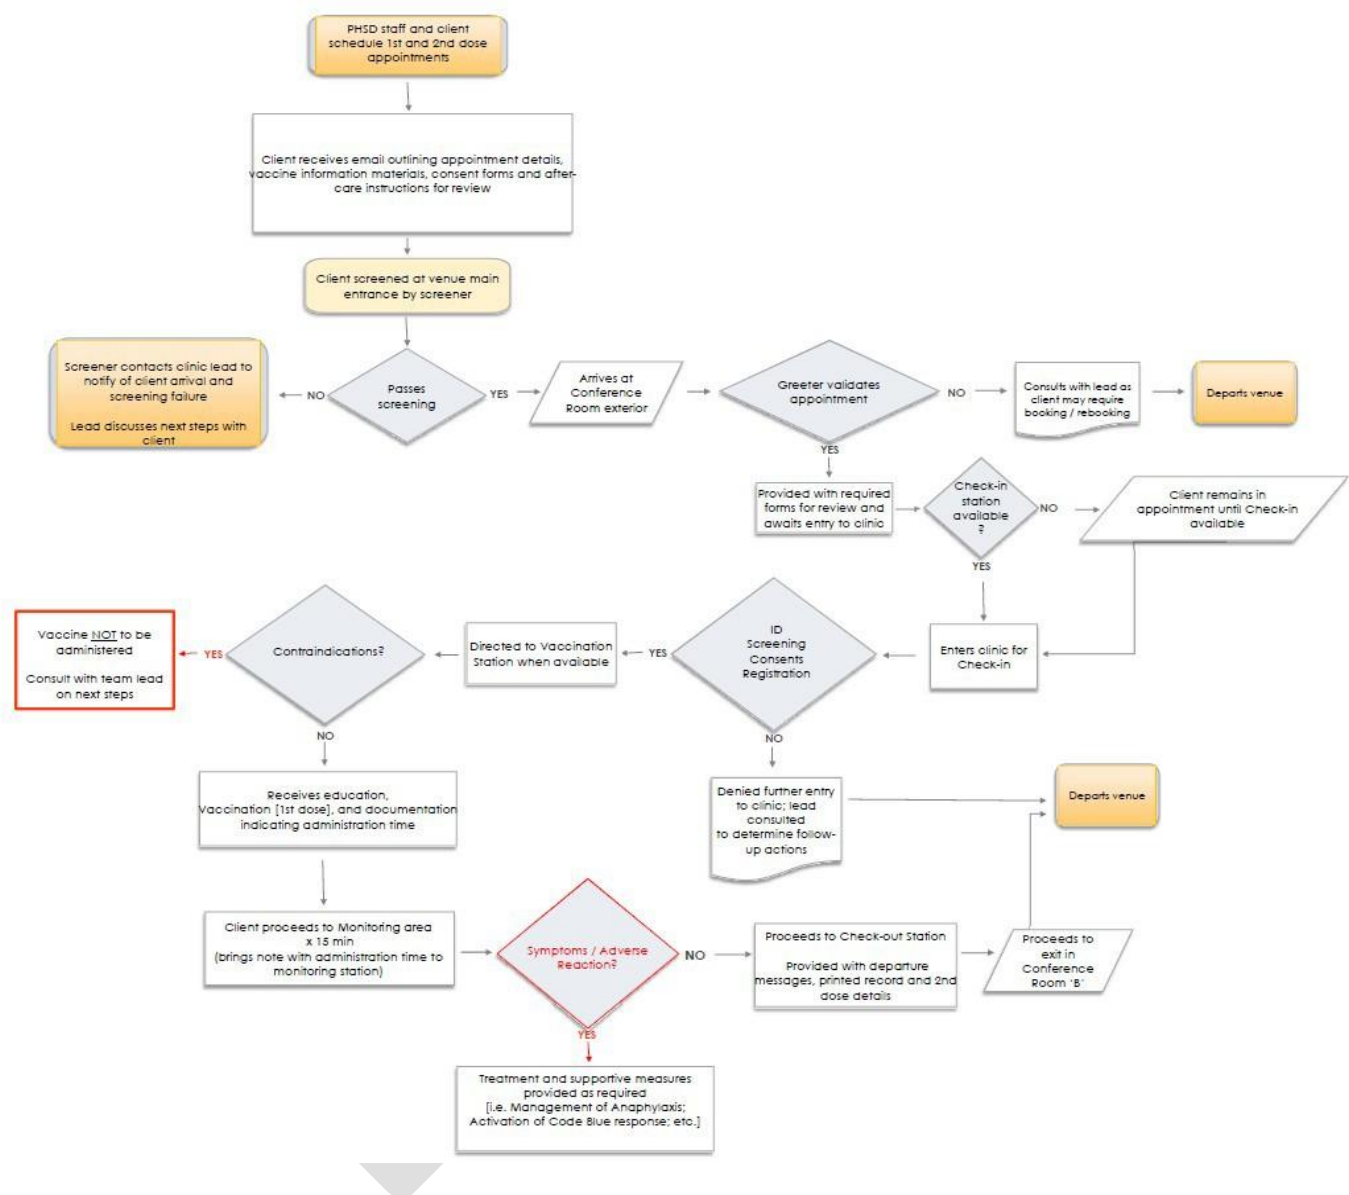 PHSD staff and client
schedule 1st and 2nd dose
appointments
Client receives email outlining appointment details,
vaccine information materials, consent forms and after-
care instructions for review
Client screened at venue main
entrance by screener
Screener contacts clinic lead to
notify of client arrival and
screening failure
Lead discusses next steps with
client
NO
Passes
screening
YES
Arrives at
Conference
Room exterior
Greeter validates
appointment
NO
Consults with lead as
client may require
booking / rebooking
Departs venue
YES
Provided with required
forms for review and
awaits entry to clinic
Check-in
station
available
?
NO
Client remains in
appointment until Check-in
available
YES
Enters clinic for
Check-in
ID
Screening
Consents
Registration
YES
Directed to Vaccination
Station when available
Contraindications?
YES
Vaccine NOT to be
administered
Consult with team lead
on next steps
NO
Receives education,
Vaccination [1st dose], and documentation
indicating administration time
NO
Denied further entry
to clinic; lead
consulted
to determine follow-
up actions
Departs venue
Client proceeds to Monitoring area
x 15 min
(brings note with administration time to
monitoring station)
Symptoms / Adverse
Reaction?
NO
Proceeds to Check-out Station
Provided with departure
messages, printed record and 2nd
dose details
Proceeds to
exit in
Conference
Room 'B'
YES
Treatment and supportive measures
provided as required
[i.e. Management of Anaphylaxis;
Activation of Code Blue response; etc.]